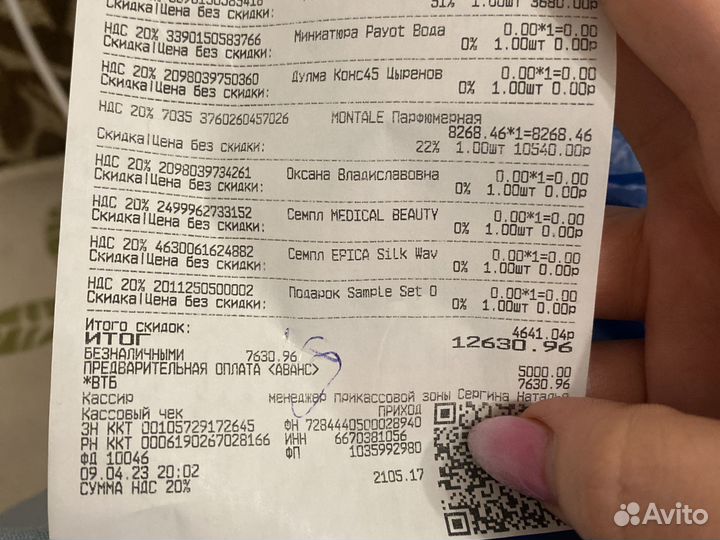 Скидка|Цена без скидки: 51% 1.00шт 5680.00р
НДС 20% 3390150583766 Миниатюра Payot Вода 0.00*1=0.00
Скидка|Цена без скидки: 0% 1.00шт 0.00р
НДС 20% 2098039750360 Дулма Конс45 Цыренов 0.00*1=0.00
Скидка|Цена без скидки: 0% 1.00шт 0.00р
НДС 20% 7035 3760260457026 MONTALE Парфюмерная
8268.46*1=8268.46
Скидка|Цена без скидки: 22% 1.00шт 10540.00р
НДС 20% 2098039734261 Оксана Владиславовна 0.00*1=0.00
Скидка|Цена без скидки: 0% 1.00шт 0.00р
НДС 20% 2499962733152 Семпл MEDICAL BEAUTY 0.00*1=0.00
Скидка|Цена без скидки: 0% 1.00шт 0.00р
НДС 20% 4630061624882 Семпл EPICA Silk Wav 0.00*1=0.00
Скидка|Цена без скидки: 0% 1.00шт 0.00р
НДС 20% 2011250500002 Подарок Sample Set O 0.00*1=0.00
Скидка|Цена без скидки: 0% 1.00шт 0.00р
Итого скидок: 4641.04р
ИТОГ 12630.96
БЕЗНАЛИЧНЫМИ 7630.96
ПРЕДВАРИТЕЛЬНАЯ ОПЛАТА <АВАНС> 5000.00
*ВТБ 7630.96
Кассир менеджер прикассовой зоны Сергина Наталья
Кассовый чек ПРИХОД
ЗН ККТ 00105729172645 ФН 7284440500028940
РН ККТ 0006190267028166 ИНН 6670381056
ФД 10046 ФП 1035992980
09.04.23 20:02
СУММА НДС 20% 2105.17
Avito